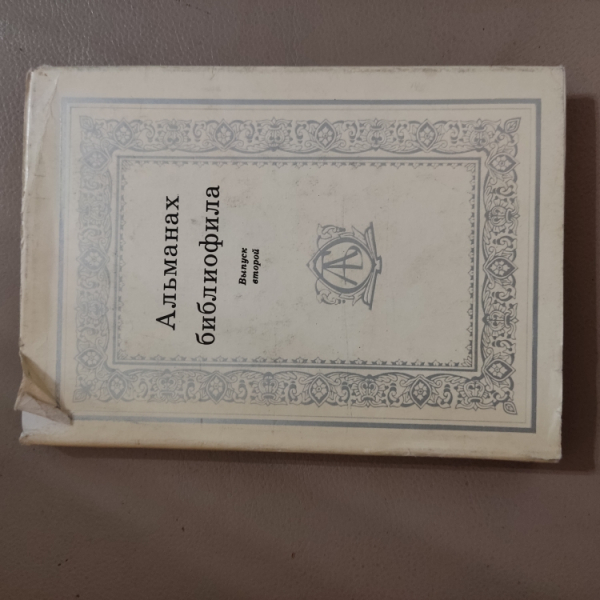 Альманах
библиофила
Выпуск
второй